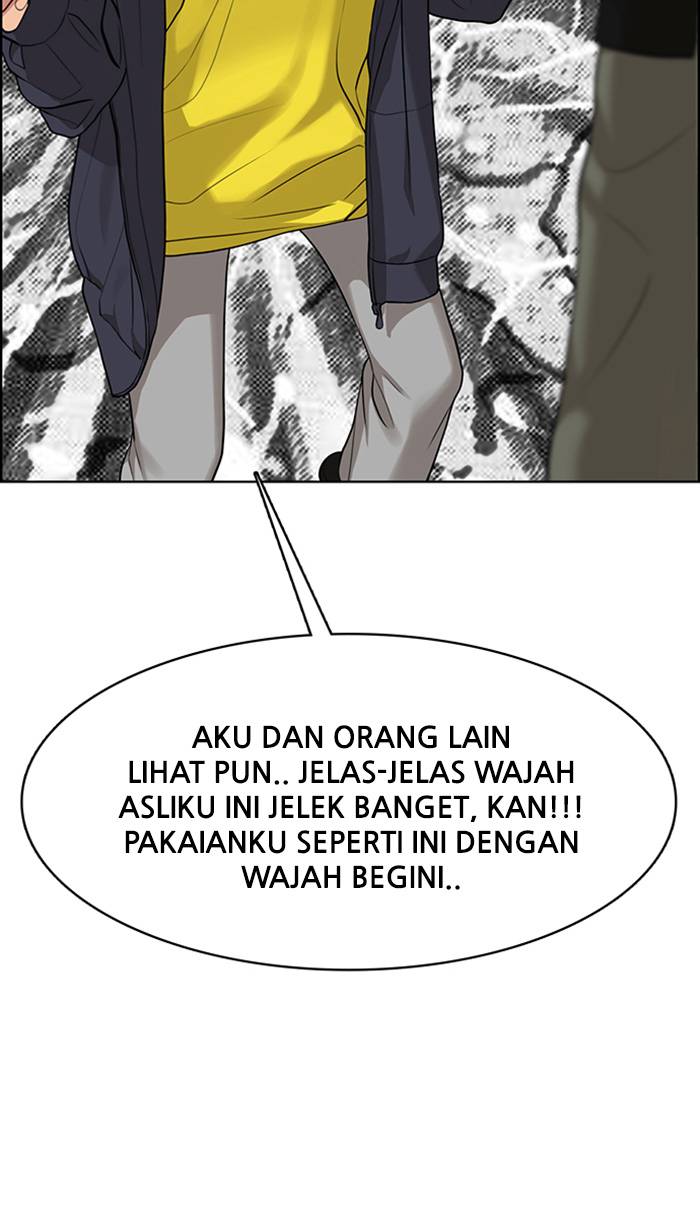 AKU DAN ORANG LAIN
LIHAT PUN.. JELAS-JELAS WAJAH
ASLIKU INI JELEK BANGET, KAN!!!
PAKAIANKU SEPERTI INI DENGAN
WAJAH BEGINI..